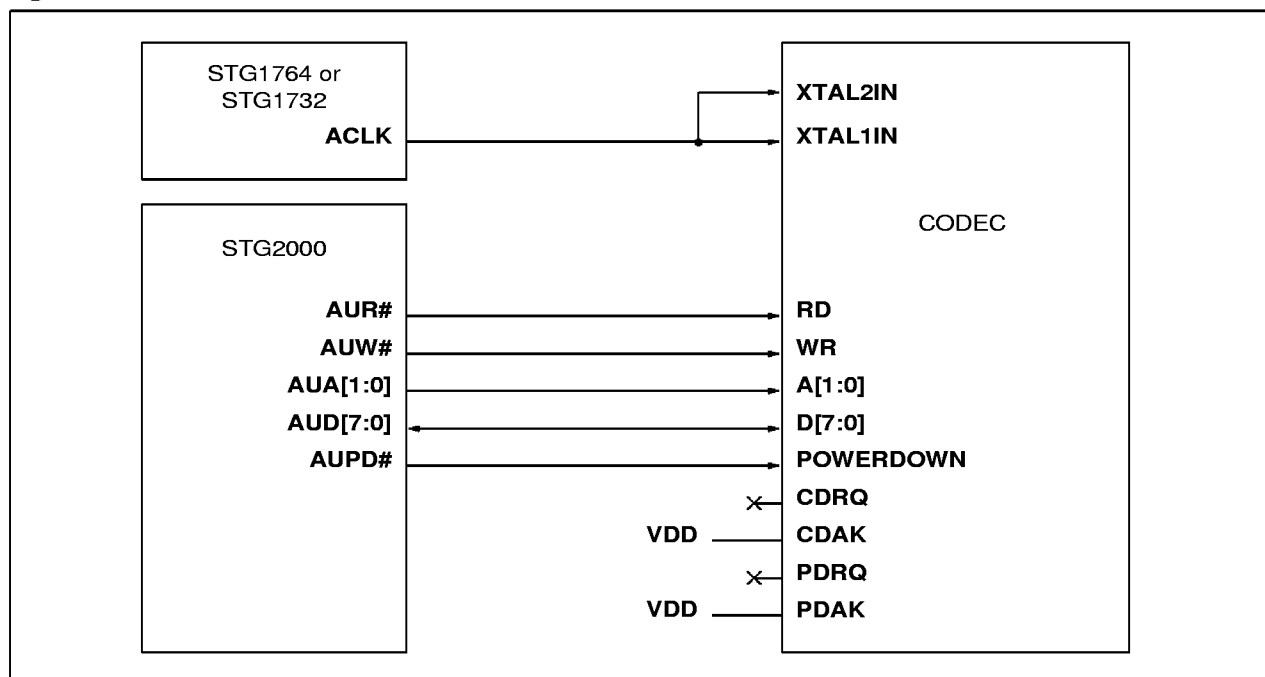 STG1764 or
STG1732
ACLK
XTAL2IN
XTAL1IN
CODEC
STG2000
AUR#
RD
AUW#
WR
AUA[1:0]
A[1:0]
AUD[7:0]
D[7:0]
AUPD#
POWERDOWN
CDRQ
VDD
CDAK
PDRQ
VDD
PDAK